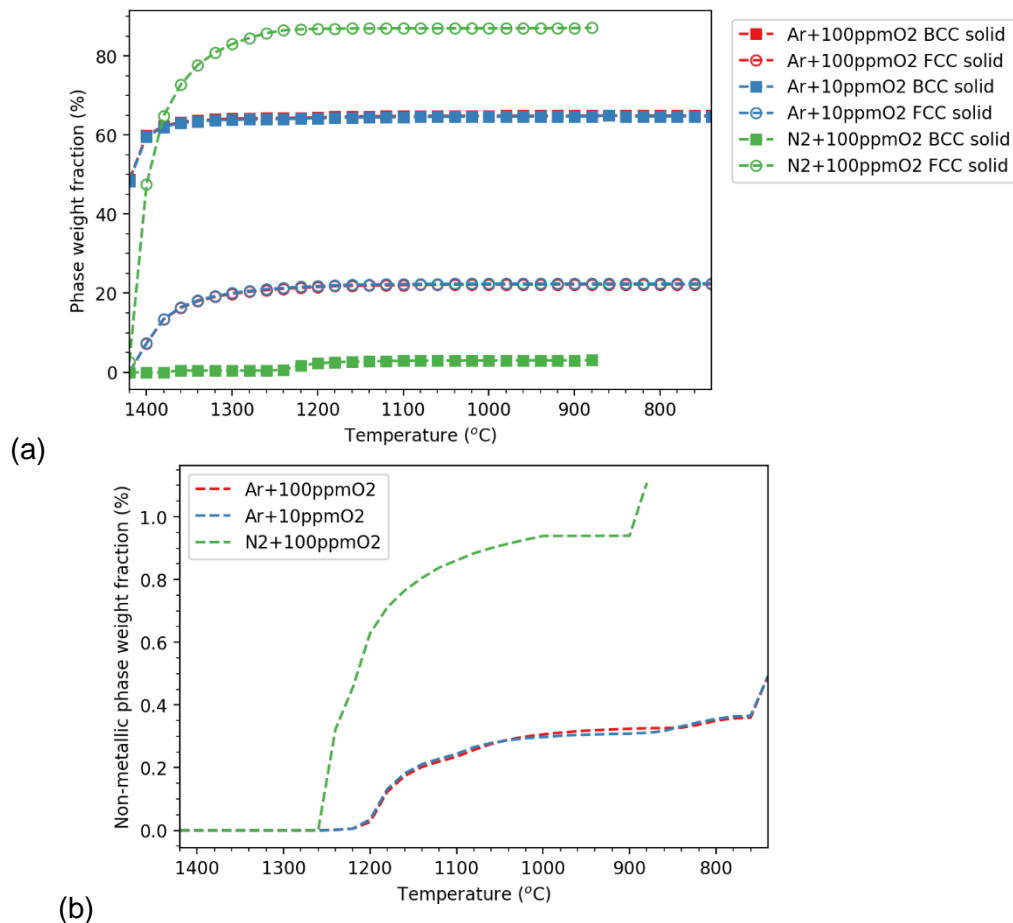 Phase weight fraction (%)
80
60
40
20
0
1400 1300 1200 1100 1000 900 800
Temperature (°C)
Ar+100ppmO2 BCC solid
Ar+100ppmO2 FCC solid
Ar+10ppmO2 BCC solid
Ar+10ppmO2 FCC solid
N2+100ppmO2 BCC solid
N2+100ppmO2 FCC solid
(a)
Non-metallic phase weight fraction (%)
1.0
0.8
0.6
0.4
0.2
0.0
Ar+100ppmO2
Ar+10ppmO2
N2+100ppmO2
1400 1300 1200 1100 1000 900 800
Temperature (°C)
(b)